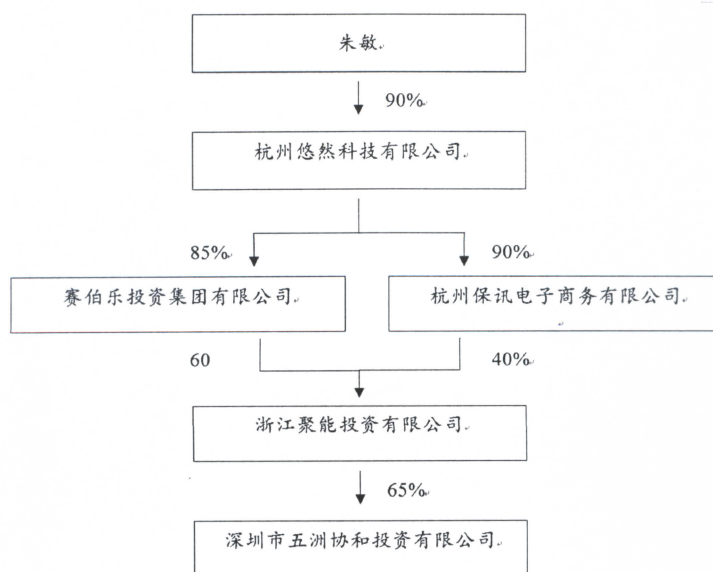 朱敏
90%
杭州悠然科技有限公司
85%
90%
赛伯乐投资集团有限公司
杭州保讯电子商务有限公司
60
40%
浙江聚能投资有限公司
65%
深圳市五洲协和投资有限公司